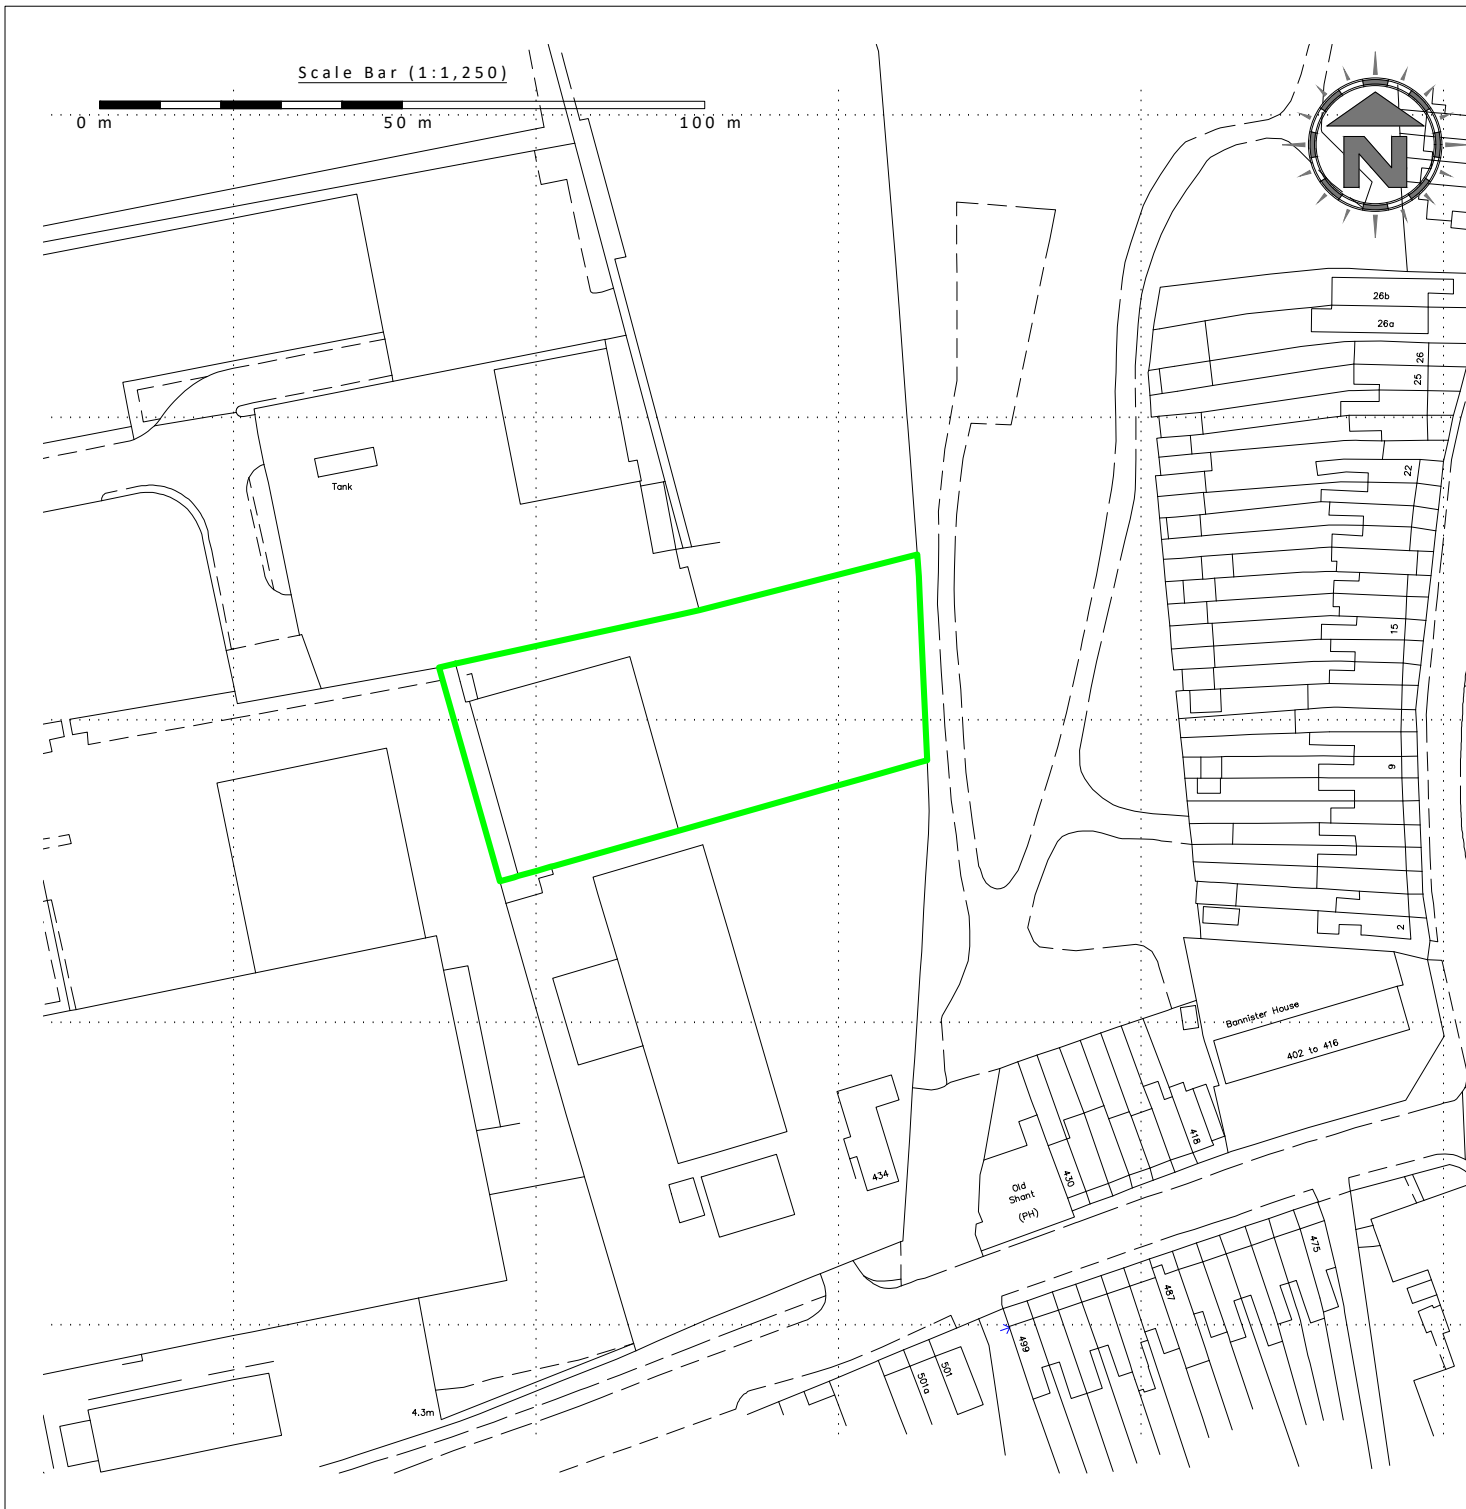 Scale Bar (1:1,250)
0 m 50 m 100 m
N
26b
26a
26
25
Tank
22
15
9
2
Bannister House
402 to 416
418
430
434
Old
Shant
(PH)
475
487
499
501
501a
4.3m